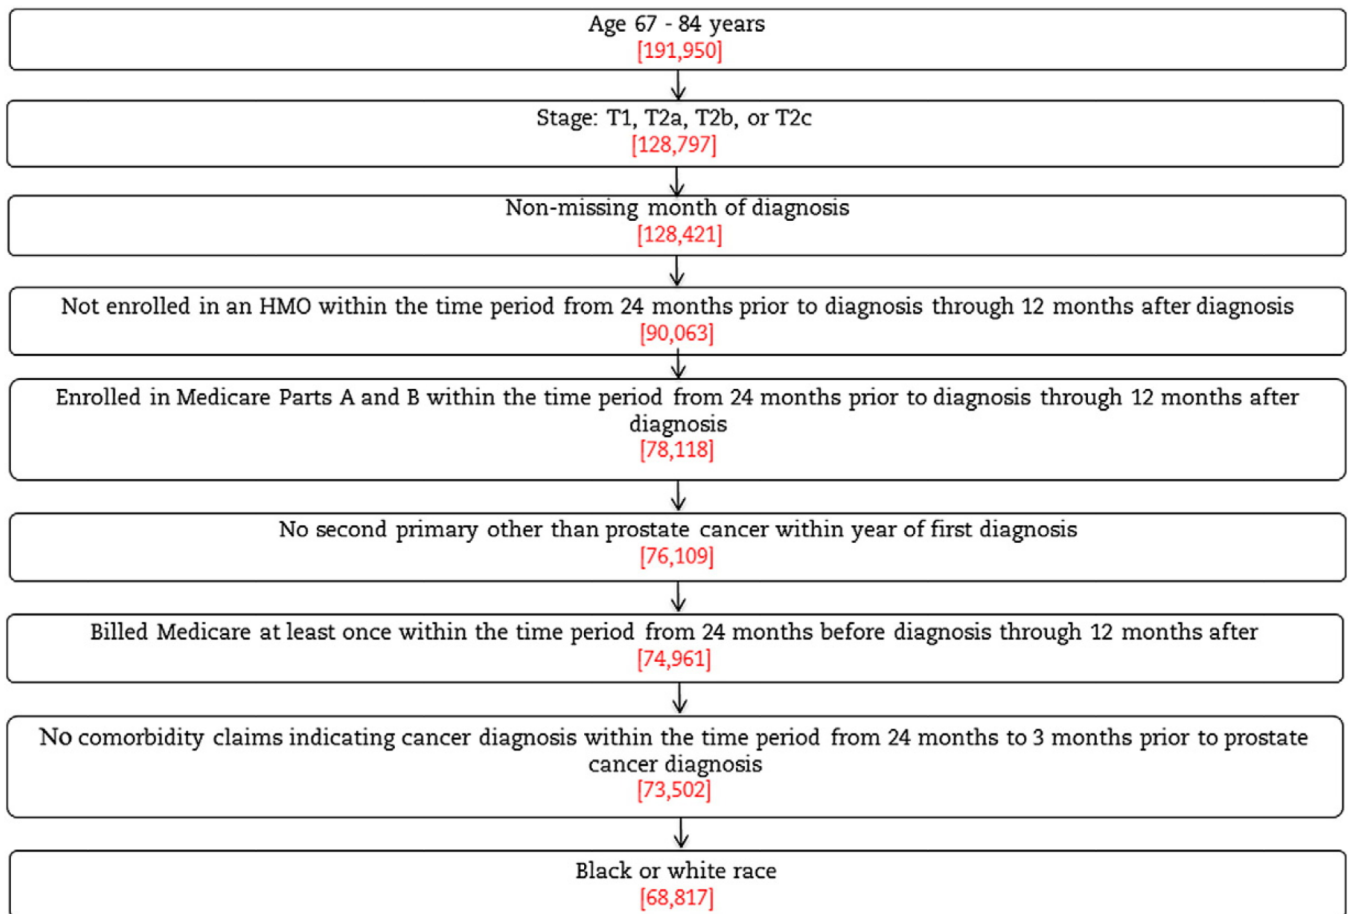 Age 67 - 84 years
[191,950]
Stage: T1, T2a, T2b, or T2c
[128,797]
Non-missing month of diagnosis
[128,421]
Not enrolled in an HMO within the time period from 24 months prior to diagnosis through 12 months after diagnosis
[90,063]
Enrolled in Medicare Parts A and B within the time period from 24 months prior to diagnosis through 12 months after
diagnosis
[78,118]
No second primary other than prostate cancer within year of first diagnosis
[76,109]
Billed Medicare at least once within the time period from 24 months before diagnosis through 12 months after
[74,961]
No comorbidity claims indicating cancer diagnosis within the time period from 24 months to 3 months prior to prostate
cancer diagnosis
[73,502]
Black or white race
[68,817]